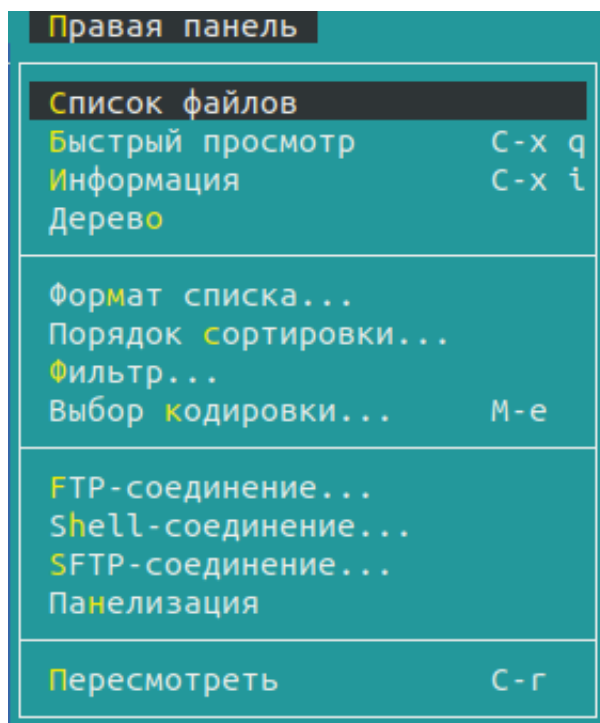 Правая панель
Список файлов
Быстрый просмотр C-x q
Информация C-x i
Дерево
Формат списка...
Порядок сортировки...
Фильтр...
Выбор кодировки... M-e
FTP-соединение...
Shell-соединение...
SFTP-соединение...
Панелизация
Пересмотреть C-r